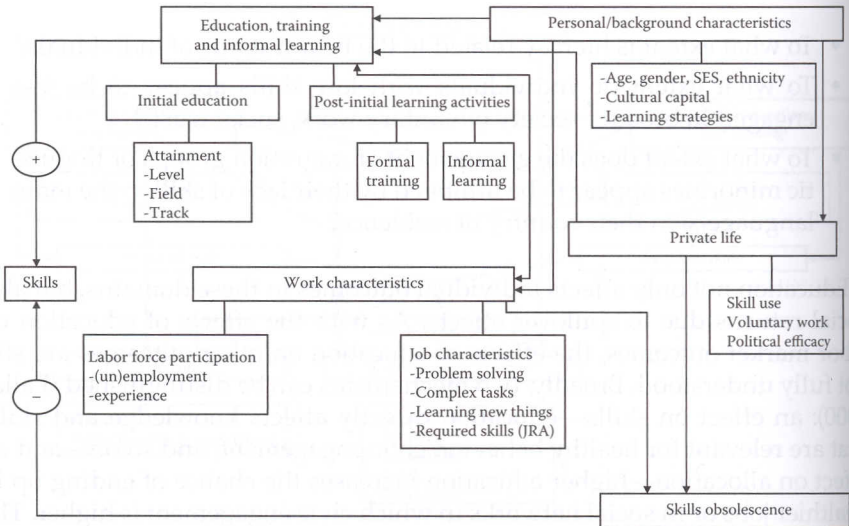 Education, training
and informal learning
Personal/background characteristics
Initial education
Post-initial learning activities
-Age, gender, SES, ethnicity
-Cultural capital
-Learning strategies
Attainment
-Level
-Field
-Track
Formal
training
Informal
learning
+
Private life
Skills
Work characteristics
Skill use
Voluntary work
Political efficacy
Labor force participation
-(un)employment
-experience
Job characteristics
-Problem solving
-Complex tasks
-Learning new things
-Required skills (JRA)
–
Skills obsolescence